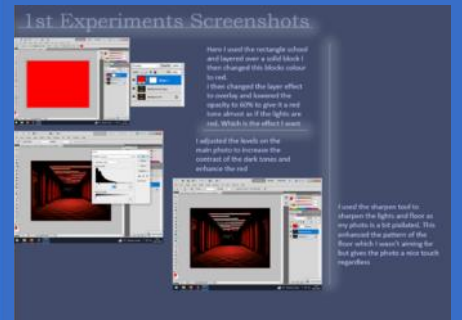 1st Experiments Screenshots
Here I used the rectangle school
and layered over a solid block I
then changed this blocks colour
to red.
I then changed the layer effect
to overlay and lowered the
opacity to 60% to give it a red
tone almost as if the lights are
red. Which is the effect I want
I adjusted the levels on the
main photo to increase the
contrast of the dark tones and
enhance the red
I used the sharpen tool to
sharpen the lights and floor as
my photo is a bit pixilated. This
enhanced the pattern of the
floor which I wasn't aiming for
but gives the photo a nice touch
regardless